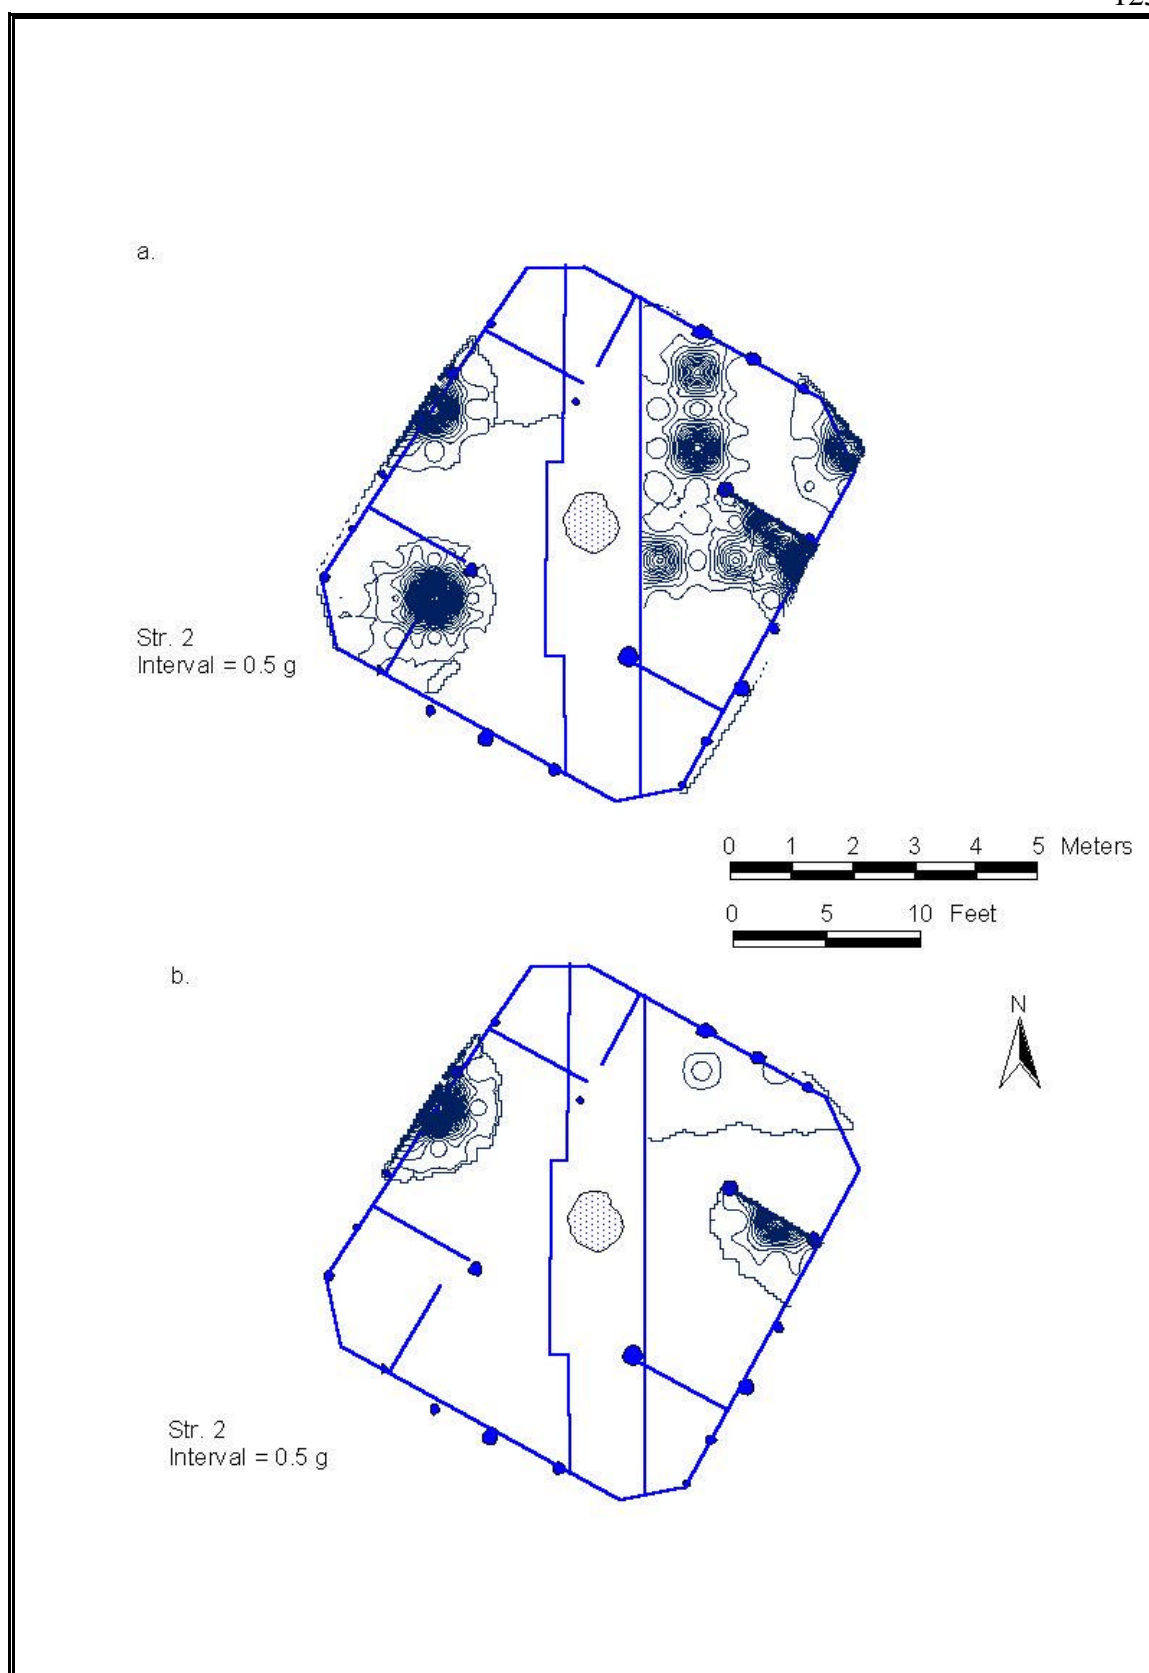 a.
Str. 2
Interval = 0.5 g
0 1 2 3 4 5 Meters
0 5 10 Feet
b.
N
Str. 2
Interval = 0.5 g